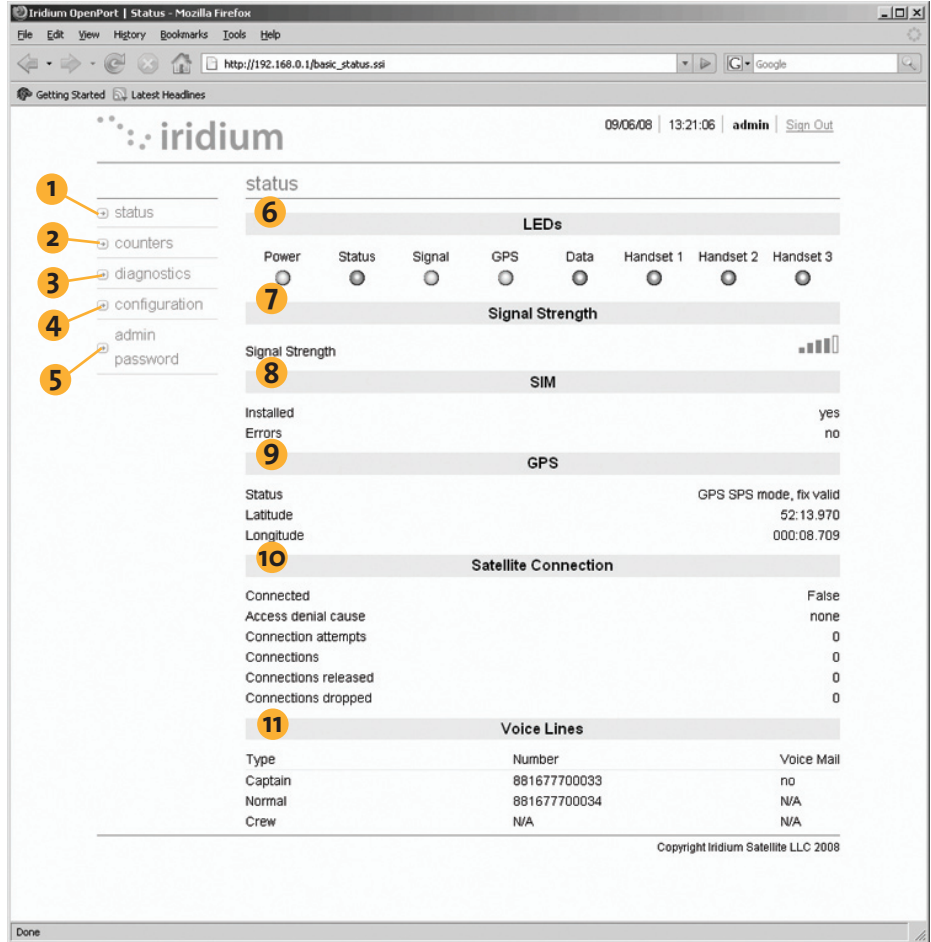 Iridium OpenPort | Status - Mozilla Firefox
File Edit View History Bookmarks Tools Help
http://192.168.0.1/basic_status.ssi
G Google
Getting Started Latest Headlines
iridium
09/06/08 | 13:21:06 | admin | Sign Out
status
1
status
2
counters
3
diagnostics
4
configuration
5
admin
password
6
LEDs
Power Status Signal GPS Data Handset 1 Handset 2 Handset 3
7
Signal Strength
Signal Strength
8
SIM
Installed yes
Errors no
9
GPS
Status GPS SPS mode, fix valid
Latitude 52:13.970
Longitude 000:08.709
10
Satellite Connection
Connected False
Access denial cause none
Connection attempts 0
Connections 0
Connections released 0
Connections dropped 0
11
Voice Lines
Type Number Voice Mail
Captain 881677700033 no
Normal 881677700034 N/A
Crew N/A N/A
Copyright Iridium Satellite LLC 2008
Done